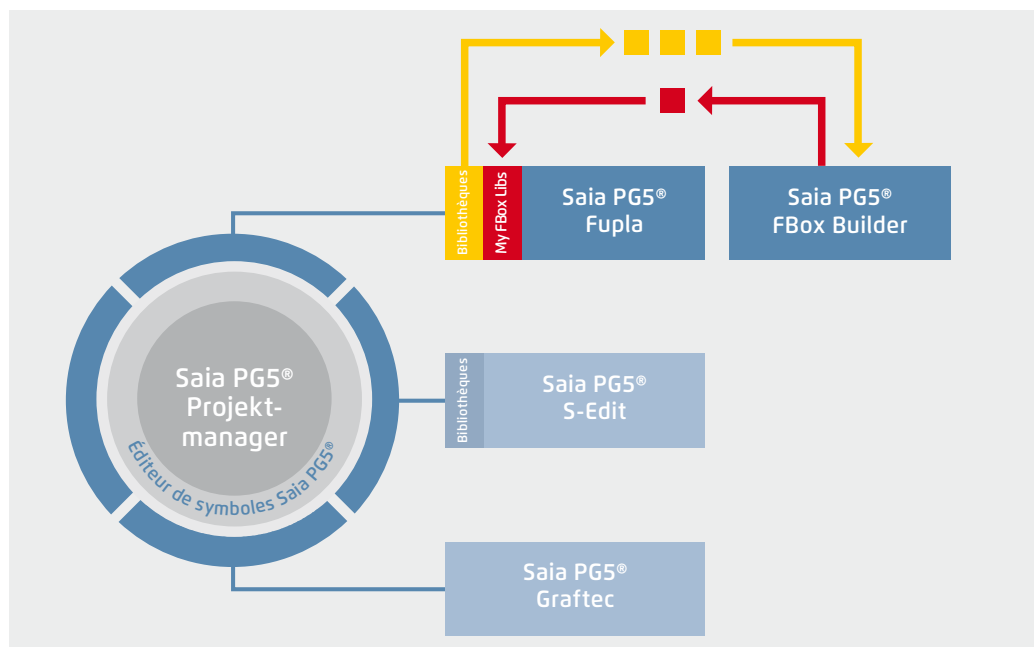 Bibliothèques
My FBox Libs
Saia PG5®
Fupla
Saia PG5®
FBox Builder
Saia PG5®
Projekt-
manager
Éditeur de symboles Saia PG5®
Bibliothèques
Saia PG5®
S-Edit
Saia PG5®
Graftec